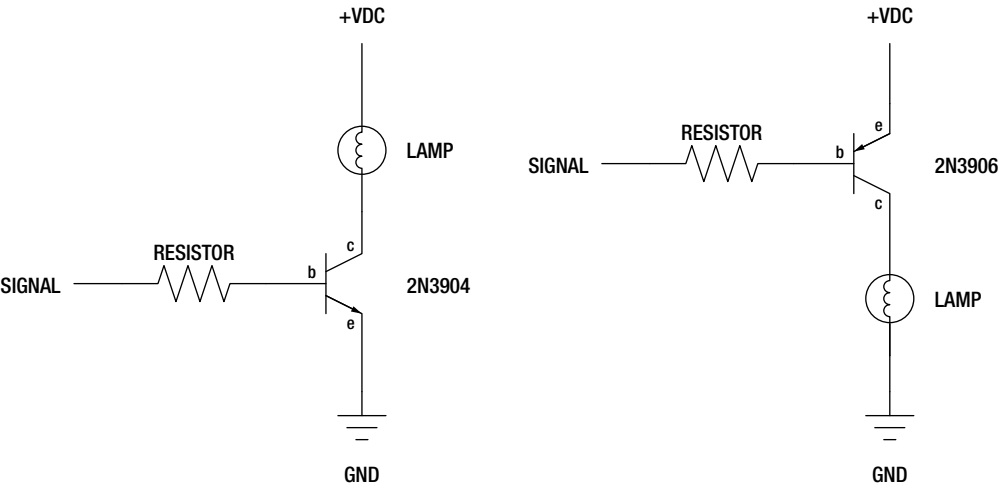 +VDC
LAMP
c
RESISTOR
b
SIGNAL
2N3904
e
GND
+VDC
e
RESISTOR
b
SIGNAL
2N3906
c
LAMP
GND